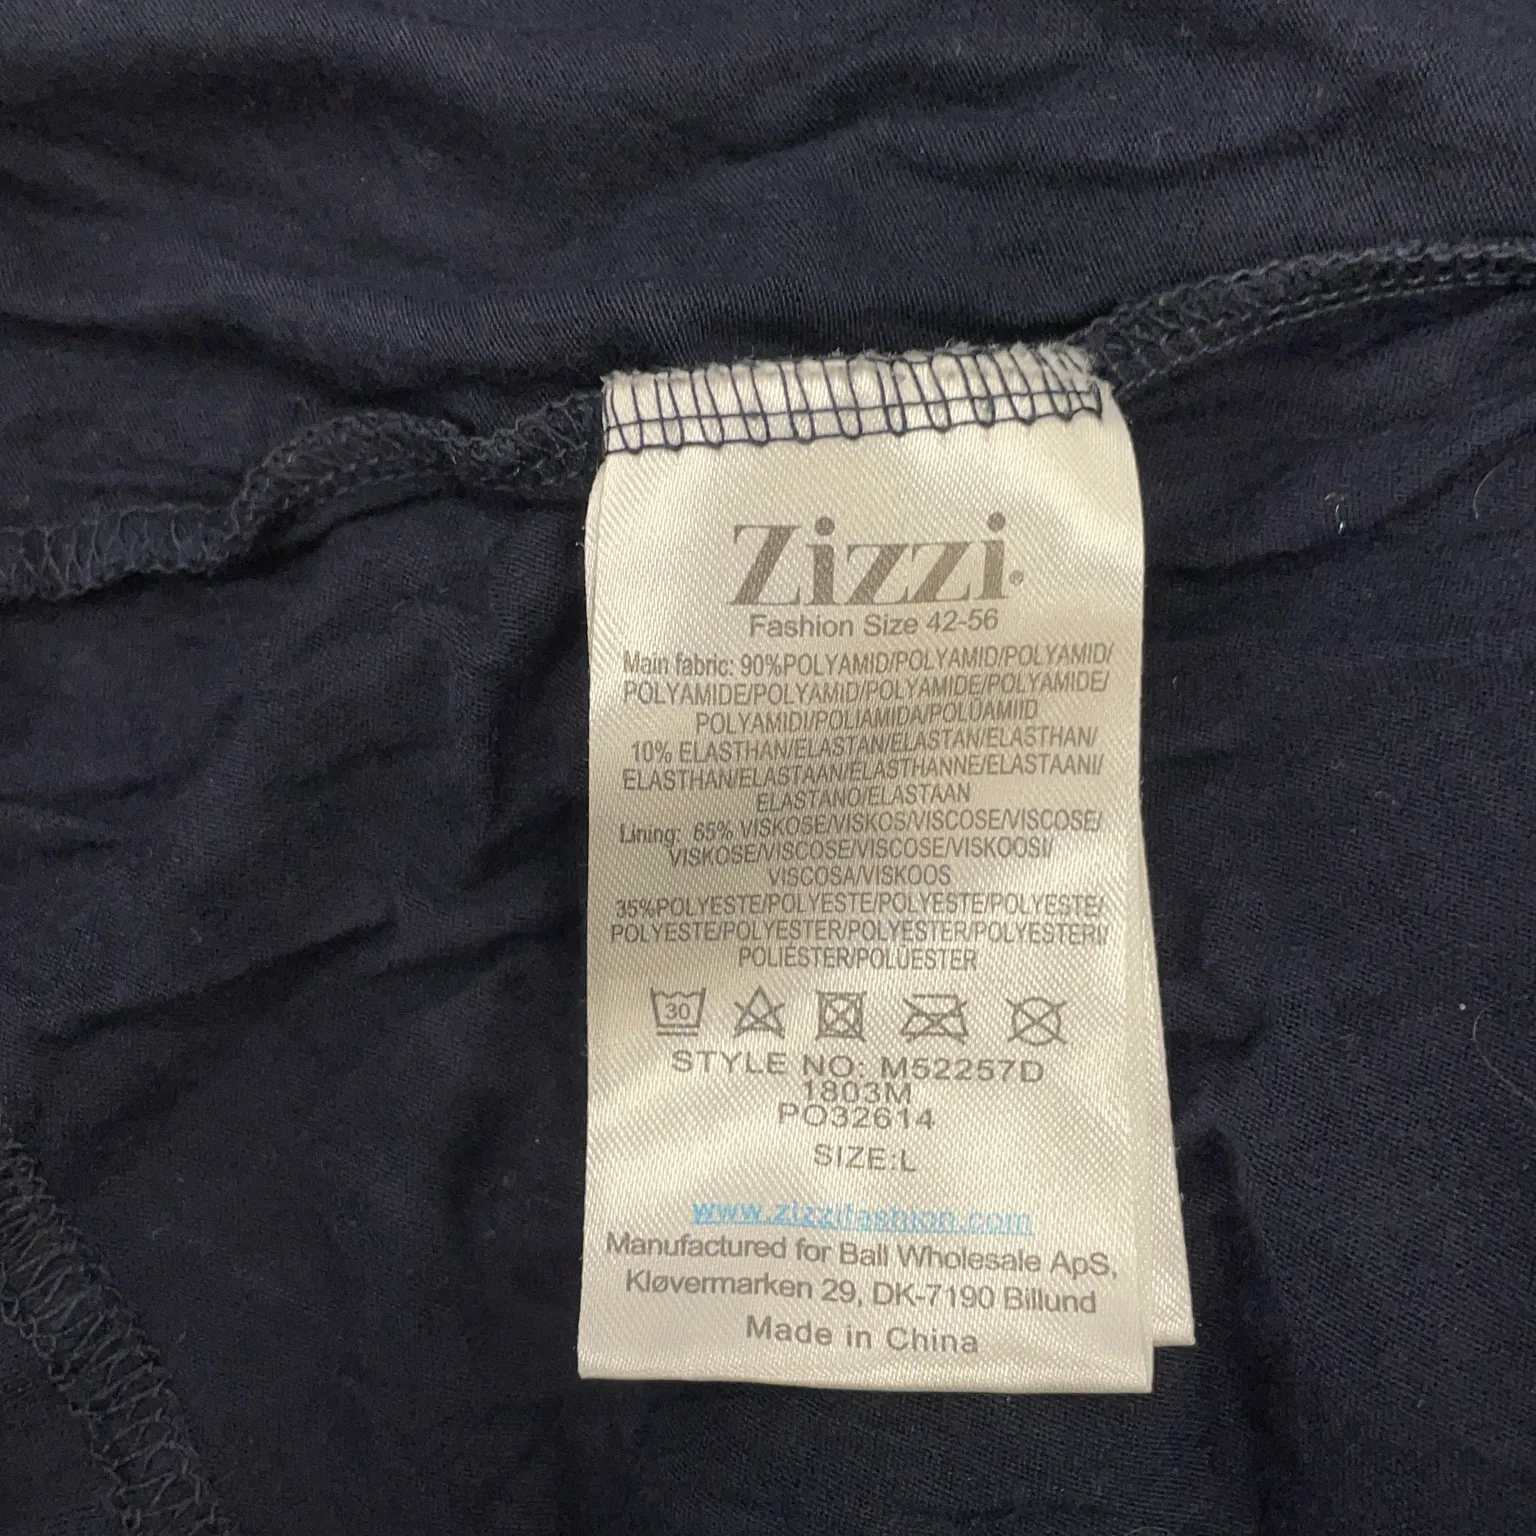 Zizzi®
Fashion Size 42-56
Main fabric: 90%POLYAMID/POLYAMID/POLYAMID/
POLYAMIDE/POLYAMID/POLYAMIDE/POLYAMIDE/
POLYAMIDI/POLIAMIDA/POLÜAMIID
10% ELASTHAN/ELASTAN/ELASTAN/ELASTHAN/
ELASTHAN/ELASTAAN/ELASTHANNE/ELASTAANI/
ELASTANO/ELASTAAN
Lining: 65% VISKOSE/VISKOS/VISCOSE/VISCOSE/
VISKOSE/VISCOSE/VISCOSE/VISKOOSI/
VISCOSA/VISKOOS
35%POLYESTE/POLYESTE/POLYESTE/POLYESTE/
POLYESTE/POLYESTER/POLYESTER/POLYESTERI/
POLIÉSTER/POLUESTER
30
STYLE NO: M52257D
1803M
PO32614
SIZE:L
www.zizzifashion.com
Manufactured for Ball Wholesale ApS,
Kløvermarken 29, DK-7190 Billund
Made in China